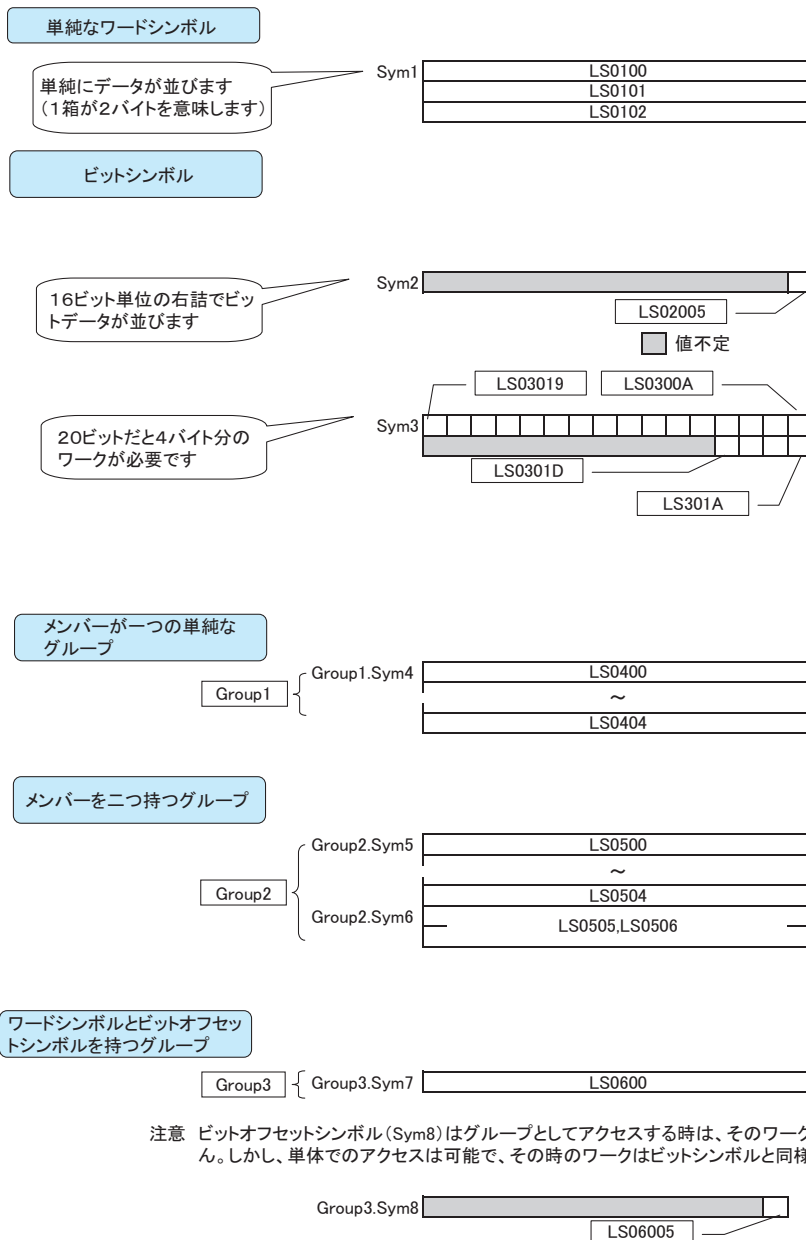 単純なワードシンボル
単純にデータが並びます
(1箱が2バイトを意味します)
Sym1
LS0100
LS0101
LS0102
ビットシンボル
16ビット単位の右詰でビッ
トデータが並びます
Sym2
LS02005
値不定
LS03019
LS0300A
20ビットだと4バイト分の
ワークが必要です
Sym3
LS0301D
LS301A
メンバーが一つの単純な
グループ
Group1
Group1.Sym4
LS0400
~
LS0404
メンバーを二つ持つグループ
Group2
Group2.Sym5
LS0500
~
LS0504
Group2.Sym6
LS0505,LS0506
ワードシンボルとビットオフセッ
トシンボルを持つグループ
Group3
Group3.Sym7
LS0600
注意 ビットオフセットシンボル(Sym8)はグループとしてアクセスする時は、そのワーク
ん。しかし、単体でのアクセスは可能で、その時のワークはビットシンボルと同様
Group3.Sym8
LS06005